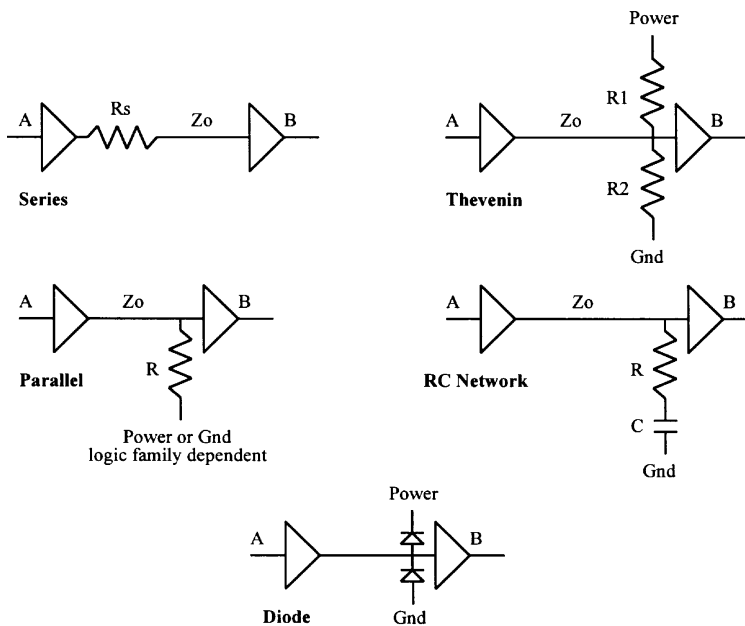 Power
A
Rs
Zo
B
Series
R1
A
Zo
B
R2
Thevenin
Gnd
A
Zo
B
R
Parallel
Power or Gnd
logic family dependent
A
Zo
B
R
RC Network
C
Gnd
Power
A
B
Gnd
Diode